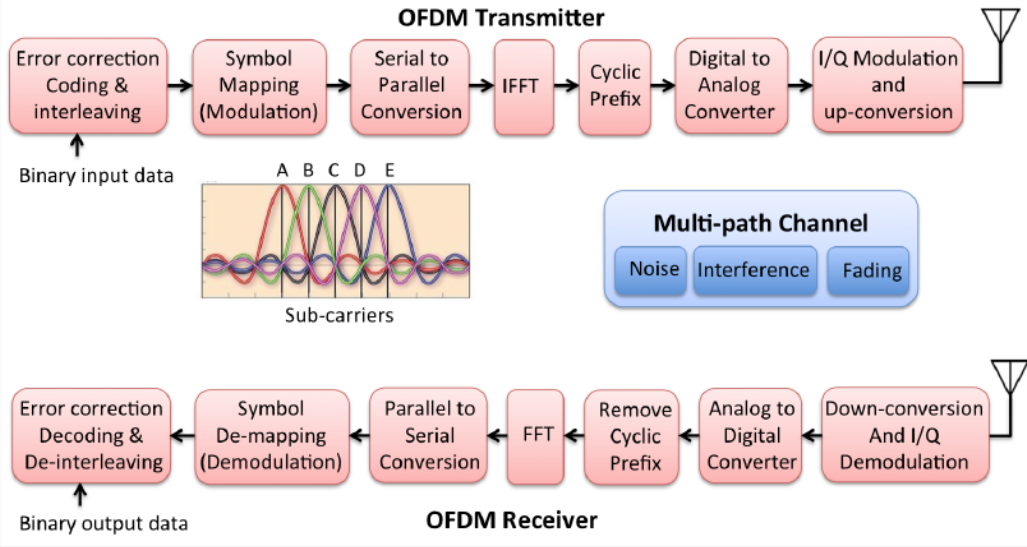 OFDM Transmitter
Error correction
Coding &
interleaving
Symbol
Mapping
(Modulation)
Serial to
Parallel
Conversion
IFFT
Cyclic
Prefix
Digital to
Analog
Converter
I/Q Modulation
and
up-conversion
Binary input data
A B C D E
Sub-carriers
Multi-path Channel
Noise
Interference
Fading
Error correction
Decoding &
De-interleaving
Symbol
De-mapping
(Demodulation)
Parallel to
Serial
Conversion
FFT
Remove
Cyclic
Prefix
Analog to
Digital
Converter
Down-conversion
And I/Q
Demodulation
Binary output data
OFDM Receiver